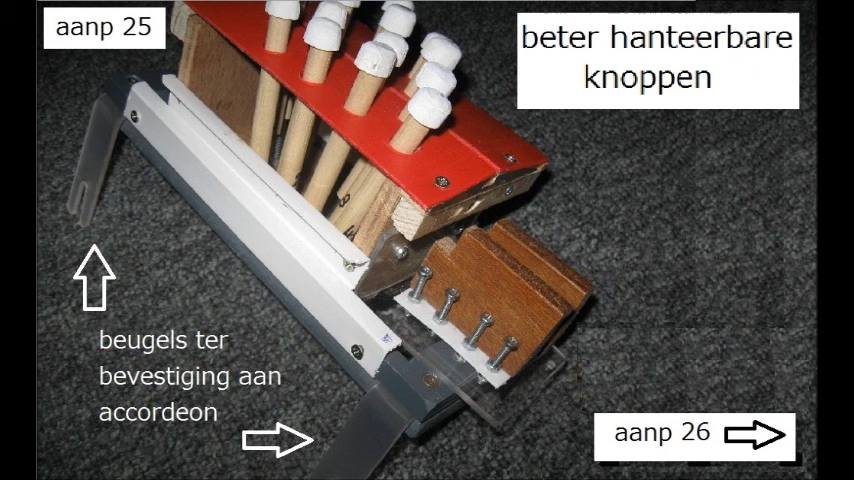 aanp 25
beter hanteerbare
knoppen
beugels ter
bevestiging aan
accordeon
aanp 26